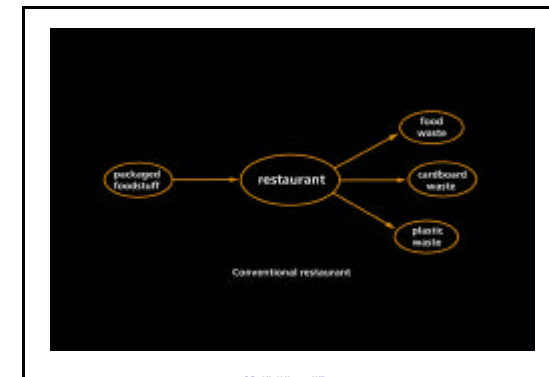 food
waste
packaged
foodstuff
restaurant
cardboard
waste
plastic
waste
Conventional restaurant